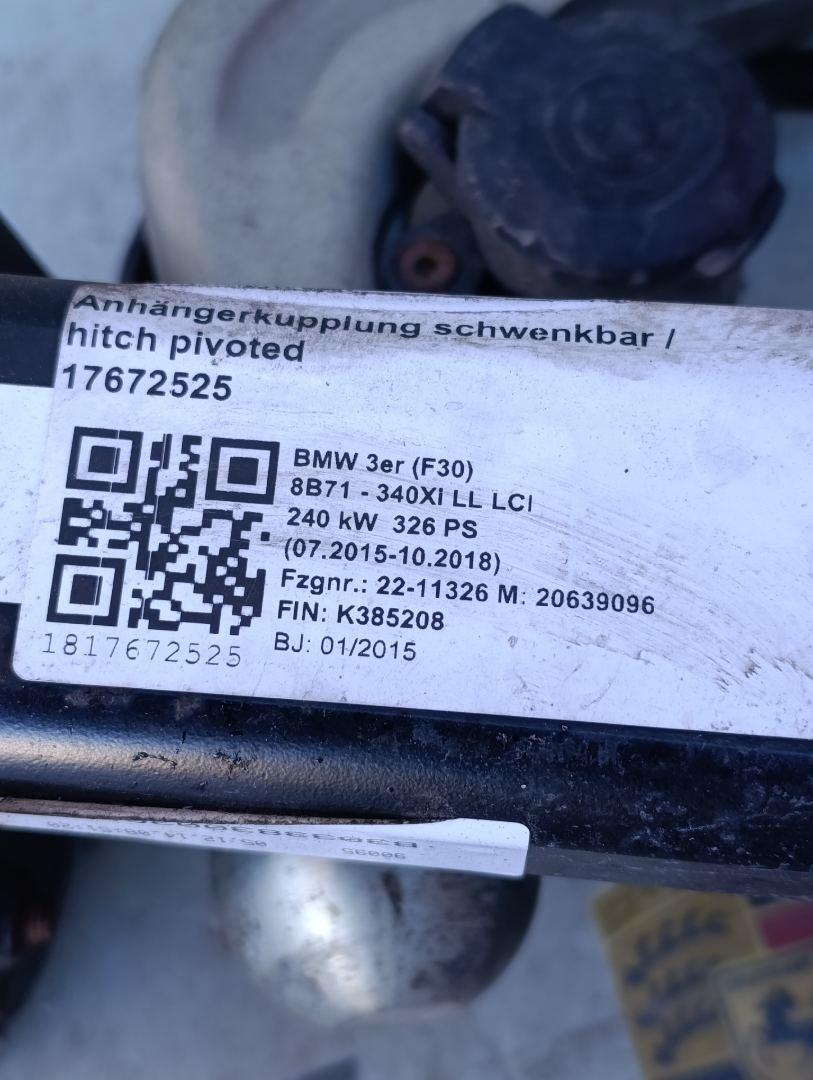 Anhängerkupplung schwenkbar /
hitch pivoted
17672525
BMW 3er (F30)
8B71 - 340Xi LL LCI
240 kW 326 PS
(07.2015-10.2018)
Fzgnr.: 22-11326 M: 20639096
FIN: K385208
BJ: 01/2015
1817672525